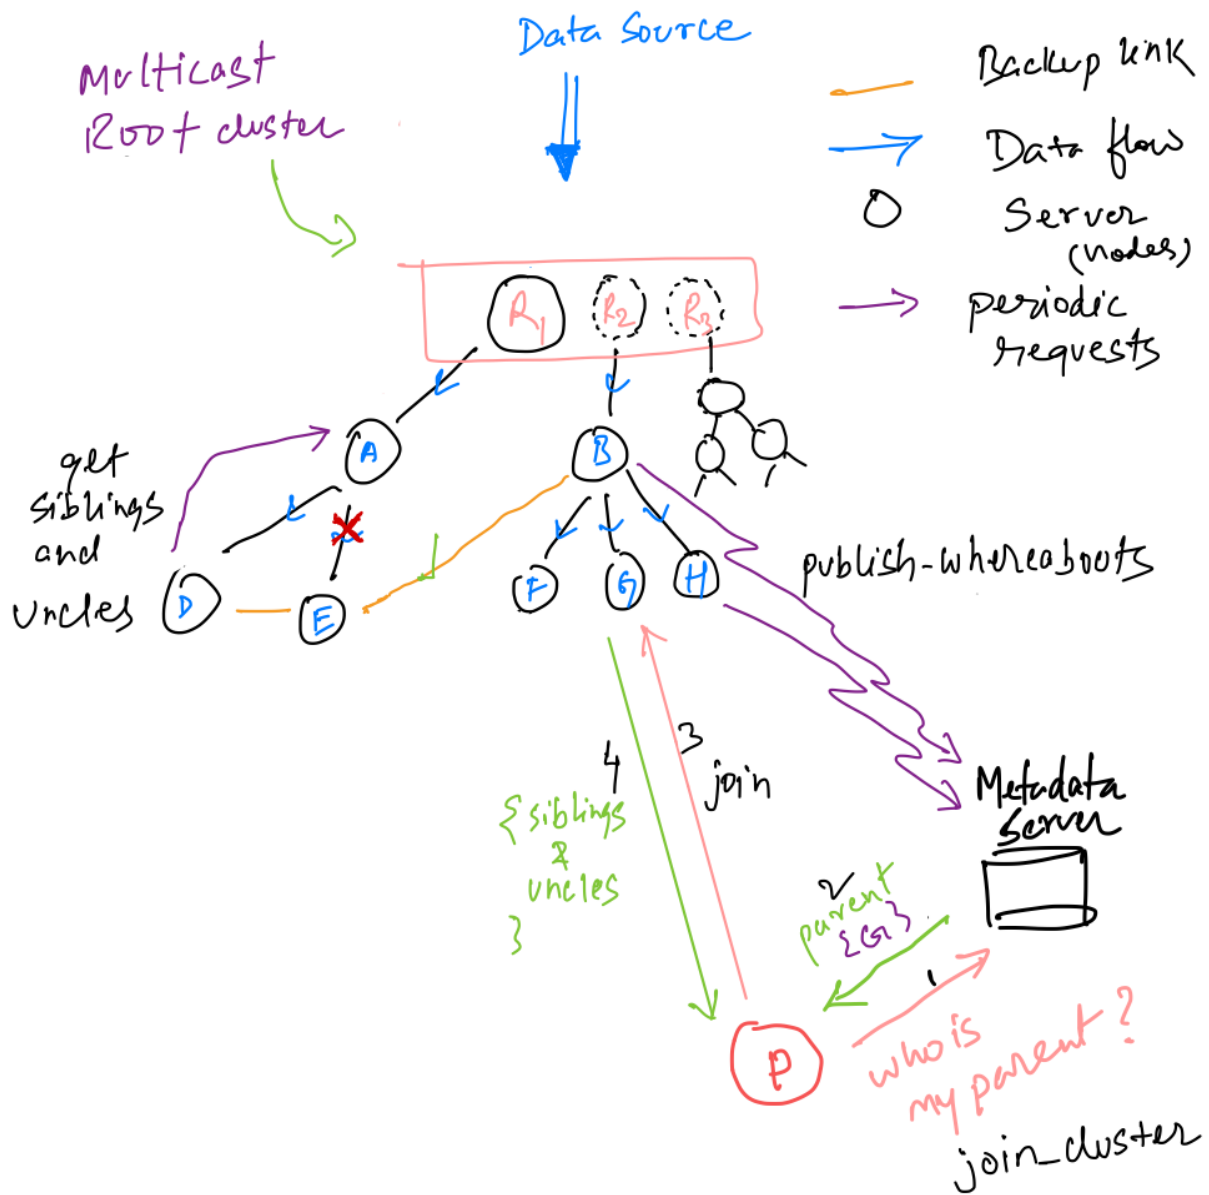 Data Source
Multicast
Root cluster
Backup link
Data flow
Server
(nodes)
periodic
requests
R1
R2
R3
A
B
get
siblings
and
uncles
D
E
F
G
H
publish-whereabouts
3
join
4
{siblings
&
uncles
}
Metadata
Server
2
parent
{G}
1
who is
my parent?
P
join_cluster